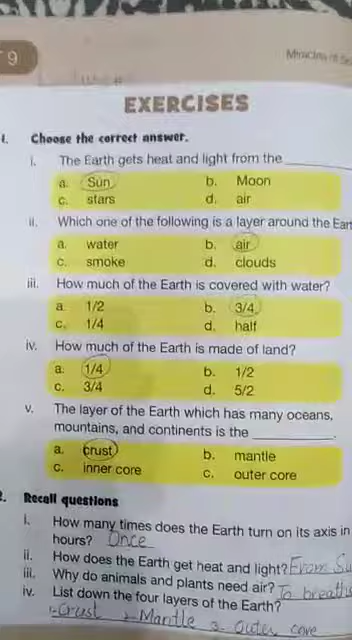 9
EXERCISES
I. Choose the correct answer.
i. The Earth gets heat and light from the
a. Sun b. Moon
c. stars d. air
ii. Which one of the following is a layer around the
a. water b. air
c. smoke d. clouds
iii. How much of the Earth is covered with water?
a. 1/2 b. 3/4
c. 1/4 d. half
iv. How much of the Earth is made of land?
a. 1/4 b. 1/2
c. 3/4 d. 5/2
v. The layer of the Earth which has many oceans,
mountains, and continents is the ________.
a. crust b. mantle
c. inner core c. outer core
Recall questions
i. How many times does the Earth turn on its axis in
hours? Once
ii. How does the Earth get heat and light? From
iii. Why do animals and plants need air? To
iv. List down the four layers of the Earth?
Crust 2 Mantle 3 Outer